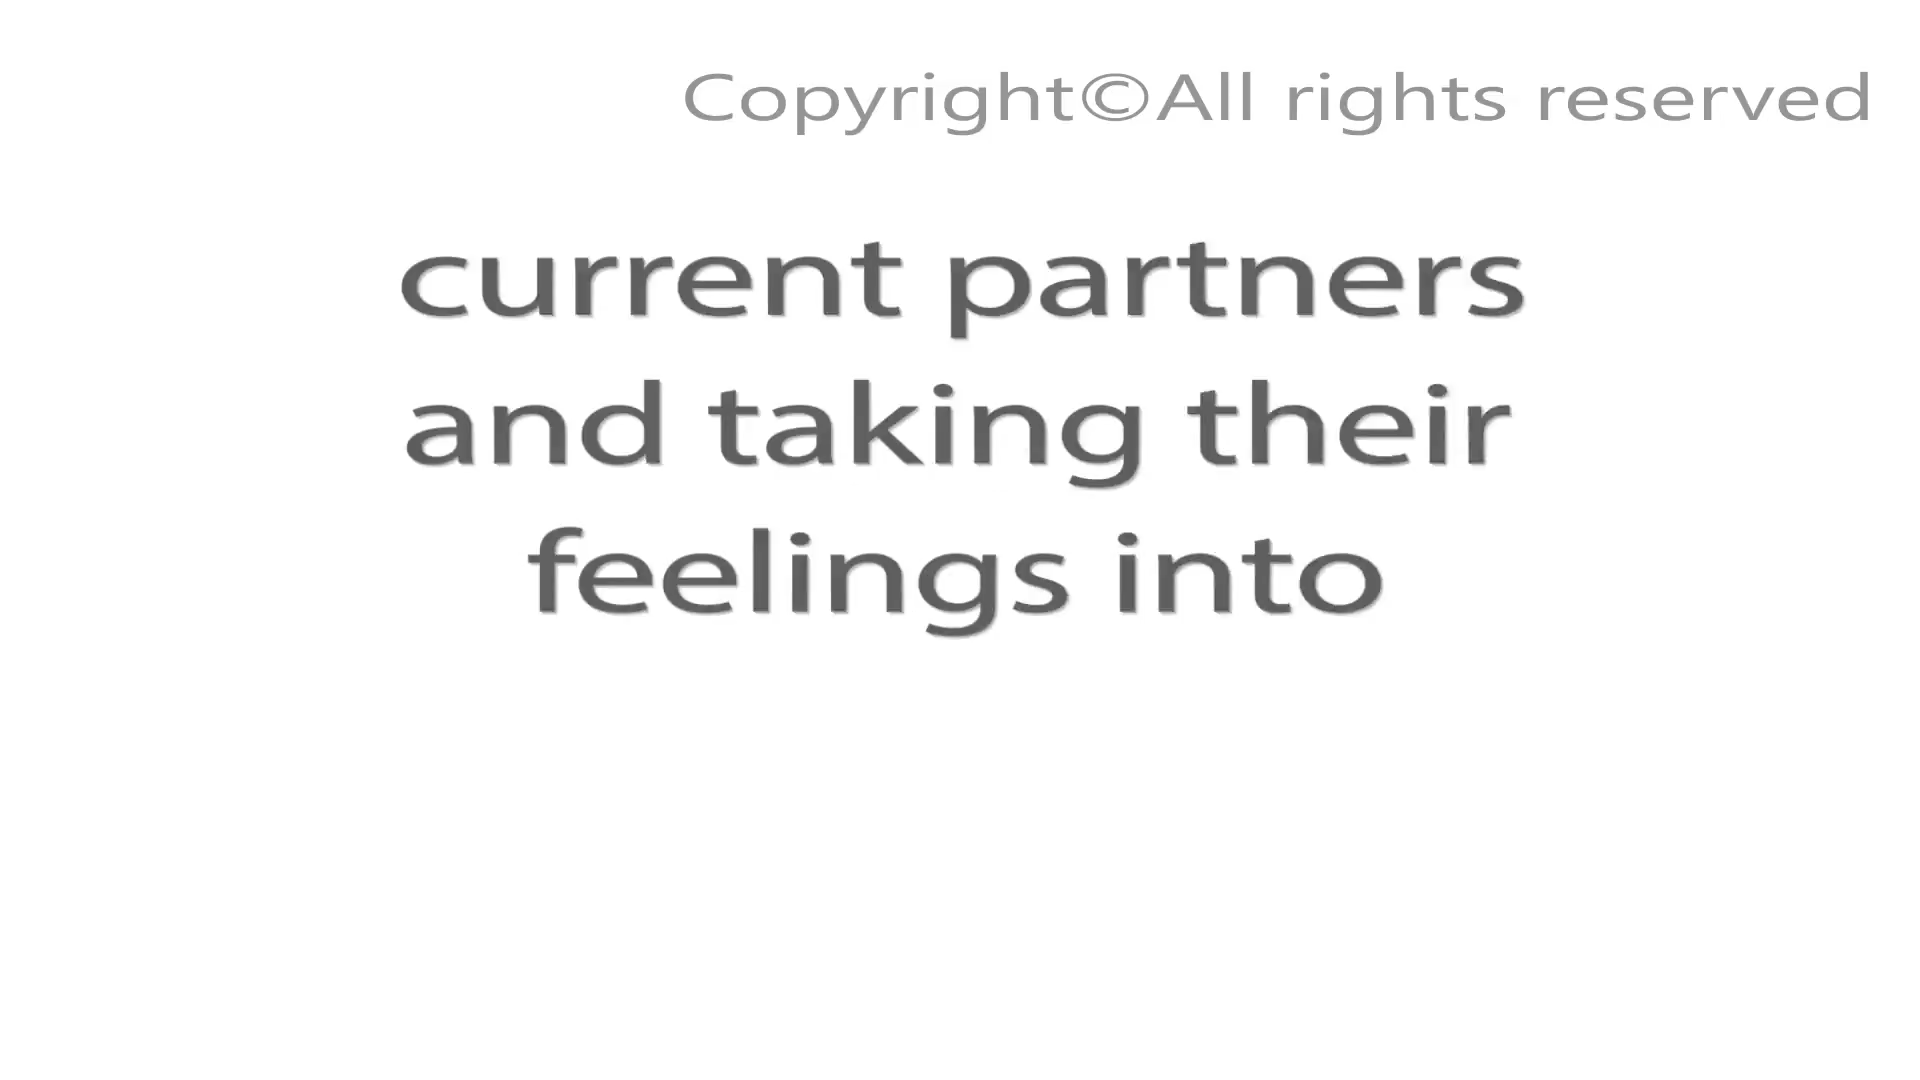 Copyright©All rights reserved
current partners
and taking their
feelings into